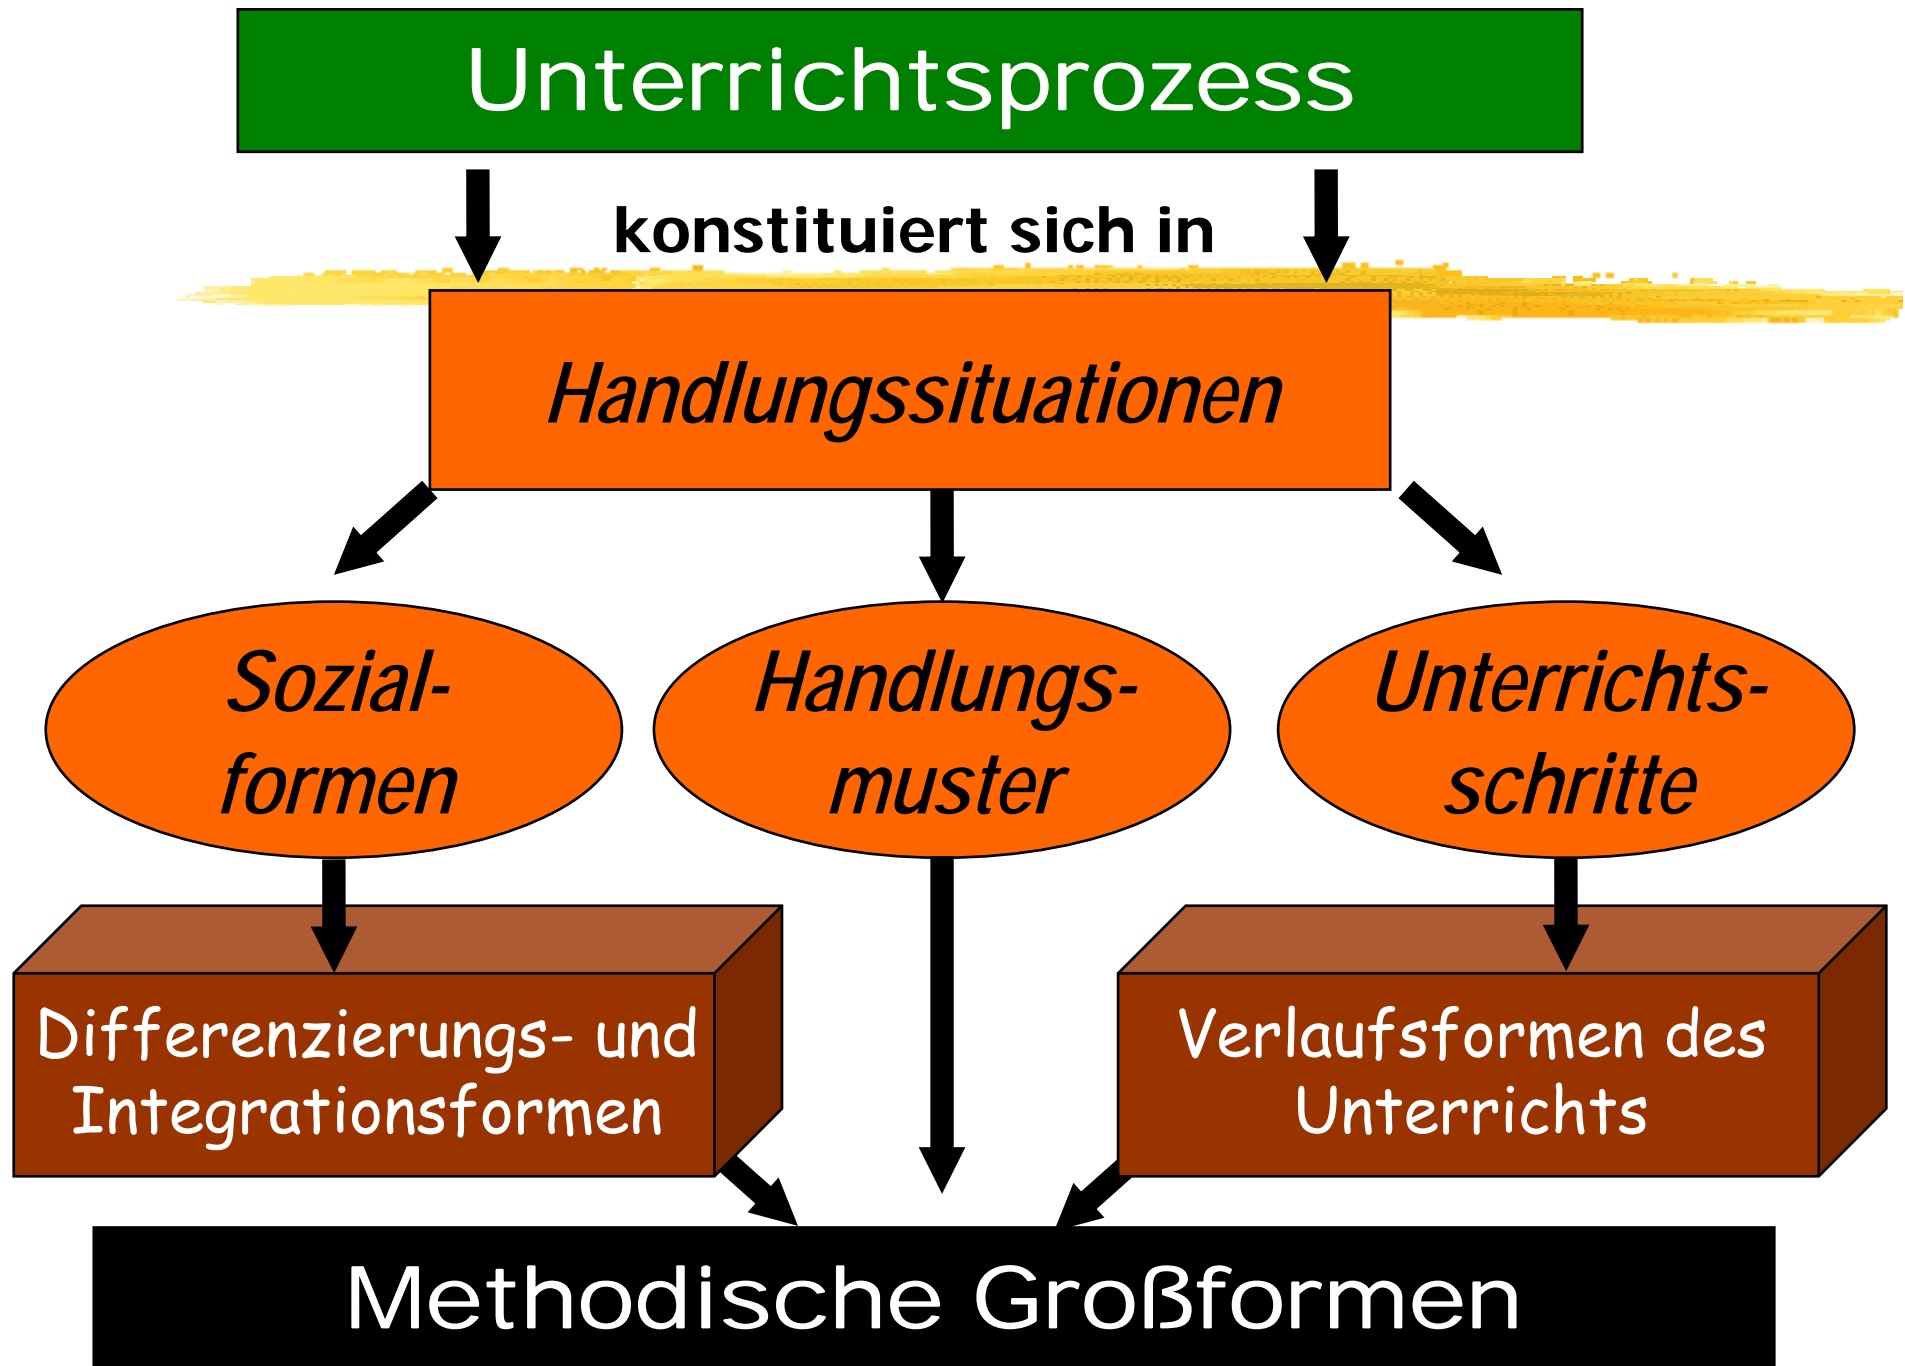 Unterrichtsprozess
konstituiert sich in
Handlungssituationen
Sozial-
formen
Handlungs-
muster
Unterrichts-
schritte
Differenzierungs- und
Integrationsformen
Verlaufsformen des
Unterrichts
Methodische Großformen